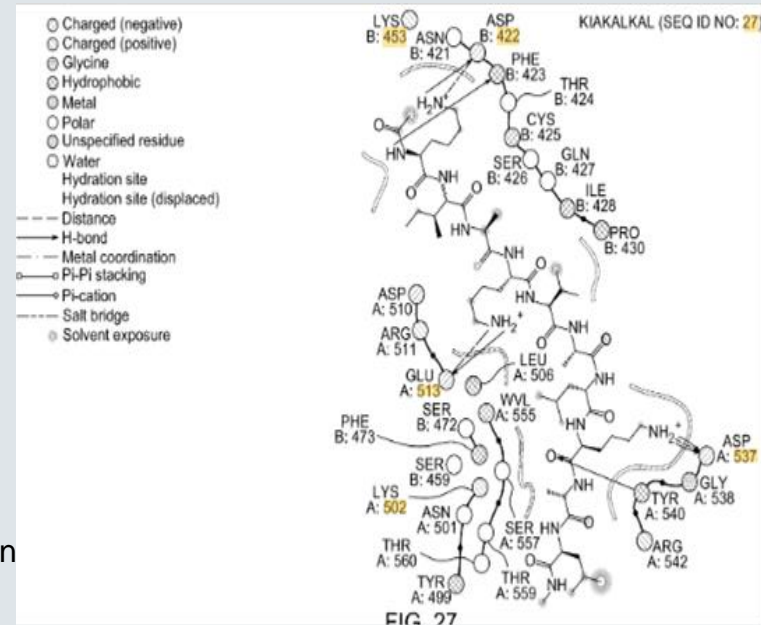 Charged (negative)
Charged (positive)
Glycine
Hydrophobic
Metal
Polar
Unspecified residue
Water
Hydration site
Hydration site (displaced)
Distance
H-bond
Metal coordination
Pi-Pi stacking
Pi-cation
Salt bridge
Solvent exposure
KIAKALKAL (SEQ ID NO: 27)
LYS
B: 453
ASN
B: 421
ASP
B: 422
PHE
B: 423
THR
B: 424
CYS
B: 425
SER
B: 426
GLN
B: 427
ILE
B: 428
PRO
B: 430
H₂N⁺
O
HN
O
NH
O
HN
O
NH
O
HN
NH₂⁺
O
NH
O
NH
O
NH
NH₂⁺
O
NH
O
HN
O
NH
ASP
A: 510
ARG
A: 511
GLU
A: 513
LEU
A: 506
WVL
A: 555
SER
B: 472
PHE
B: 473
SER
B: 459
LYS
A: 502
ASN
A: 501
THR
A: 560
TYR
A: 499
SER
A: 557
THR
A: 559
ASP
A: 537
GLY
A: 538
TYR
A: 540
ARG
A: 542
n
FIG. 27